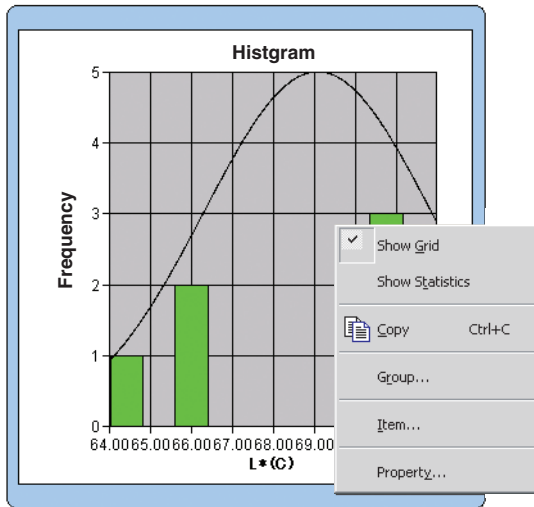 Histgram
5
4
3
2
1
0
Frequency
64.00 65.00 66.00 67.00 68.00 69.00
L*(C)
Show Grid
Show Statistics
Copy Ctrl+C
Group...
Item...
Property...